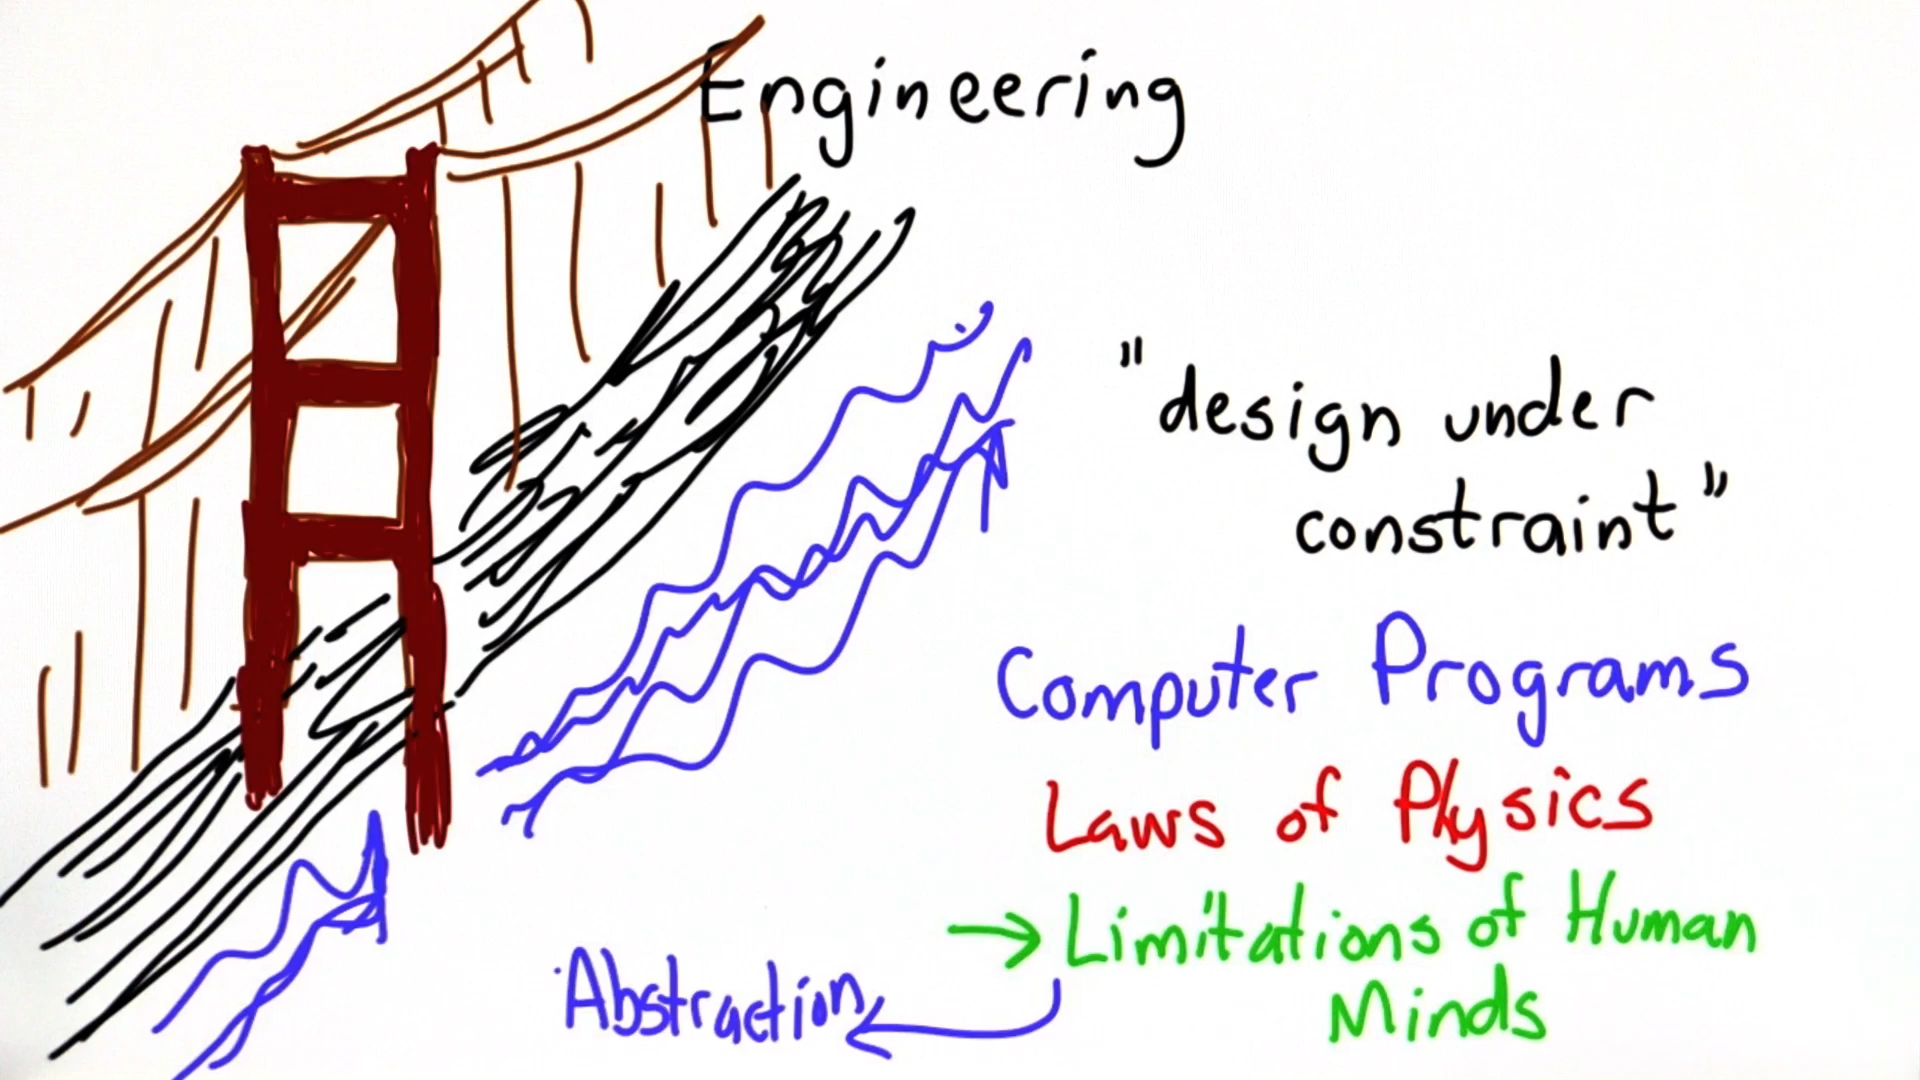 Engineering
"design under
constraint"
Computer Programs
Laws of Physics
→ Limitations of Human
Minds
Abstraction